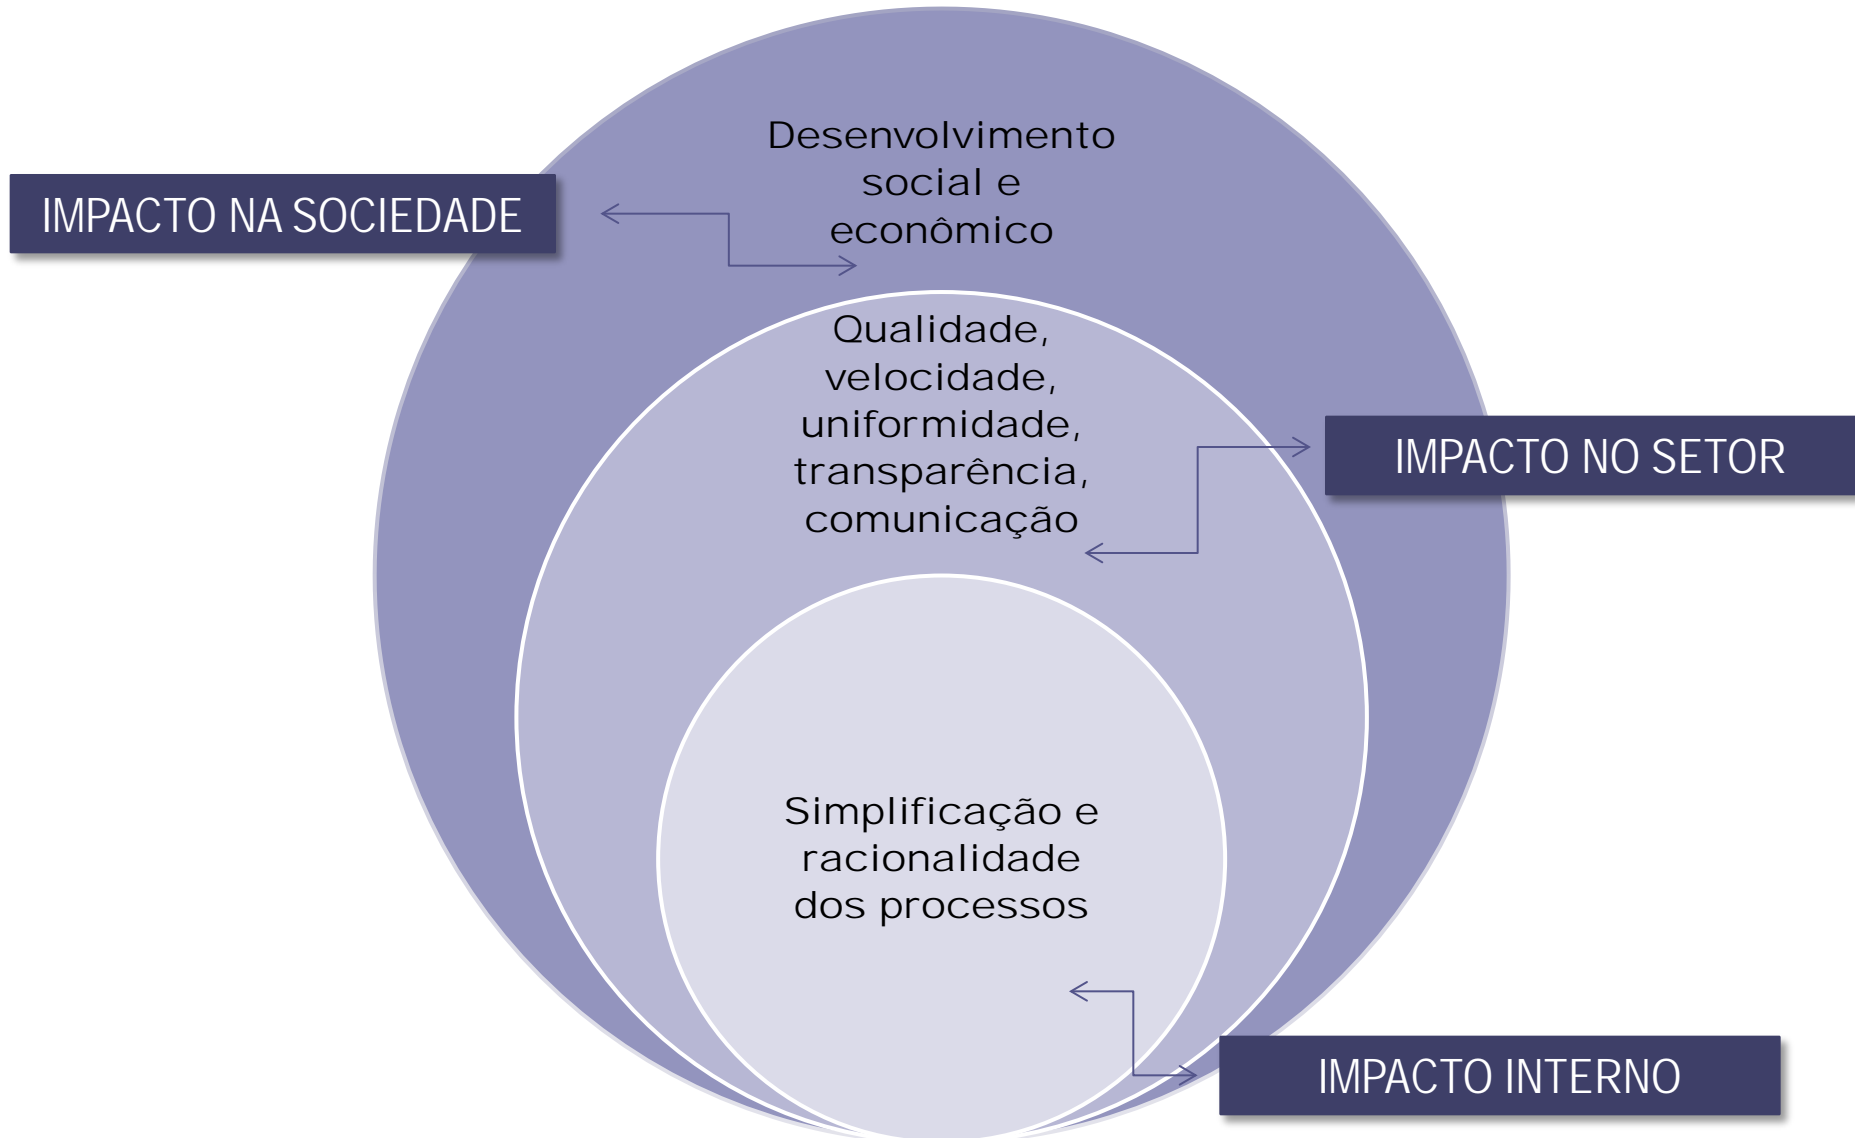 Desenvolvimento
social e
econômico
IMPACTO NA SOCIEDADE
Qualidade,
velocidade,
uniformidade,
transparência,
comunicação
IMPACTO NO SETOR
Simplificação e
racionalidade
dos processos
IMPACTO INTERNO